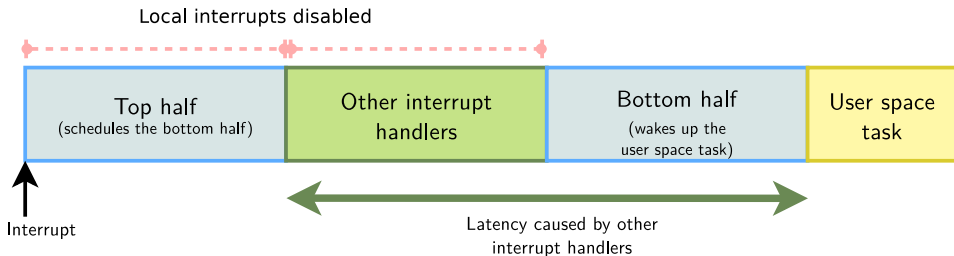 Local interrupts disabled
Top half
(schedules the bottom half)
Other interrupt
handlers
Bottom half
(wakes up the
user space task)
User space
task
Interrupt
Latency caused by other
interrupt handlers